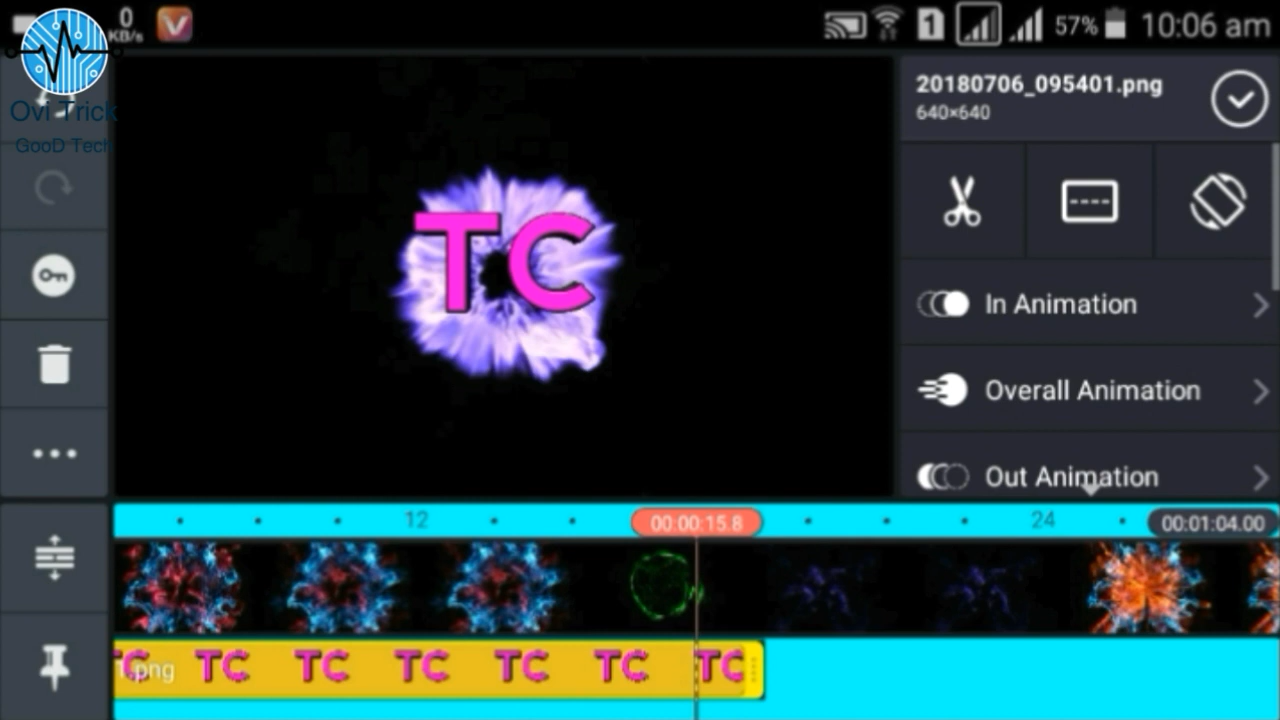 0
KB/s
V
1
57%
10:06 am
Ovi Trick
GooD Tech
20180706_095401.png
640×640
TC
In Animation
Overall Animation
Out Animation
12
00:00:15.8
24
00:01:04.00
TC TC TC TC TC TC TC
1.png